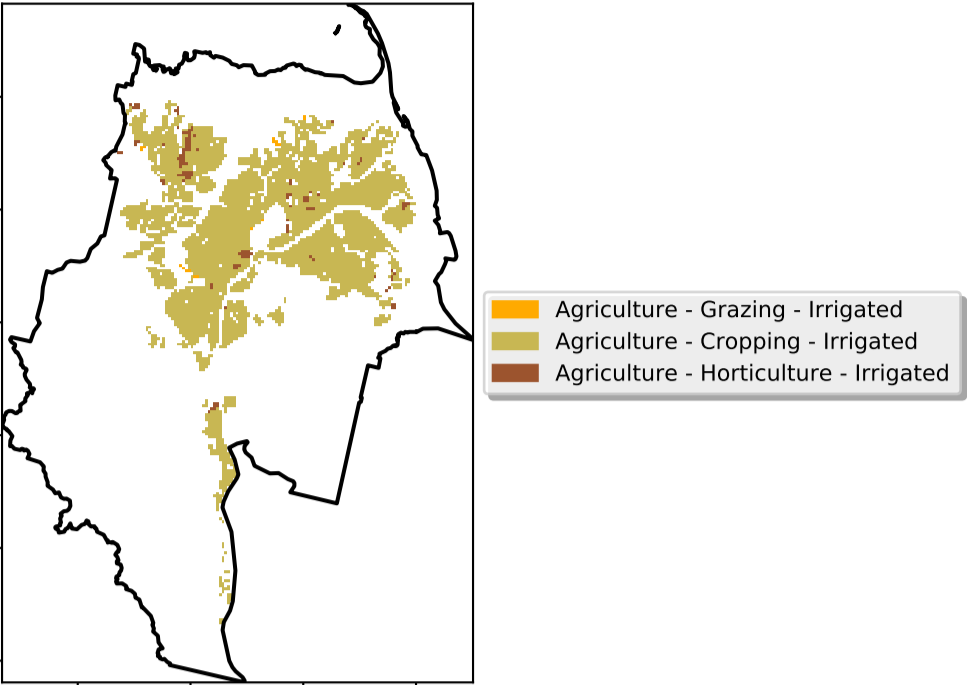 Agriculture - Grazing - Irrigated
Agriculture - Cropping - Irrigated
Agriculture - Horticulture - Irrigated